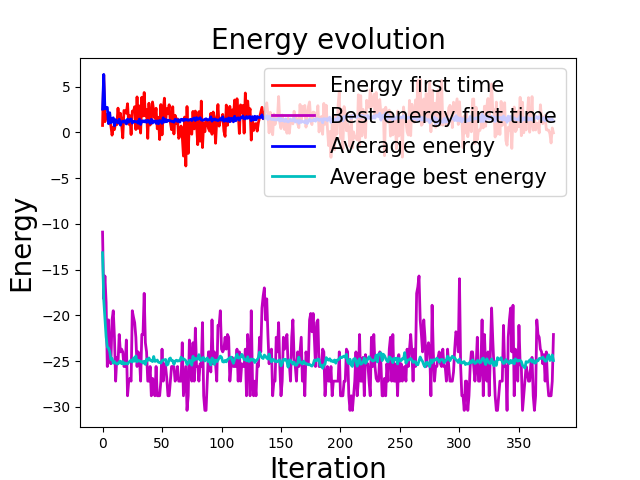 Energy evolution
Energy first time
Best energy first time
Average energy
Average best energy
Energy
5
0
−5
−10
−15
−20
−25
−30
0 50 100 150 200 250 300 350
Iteration